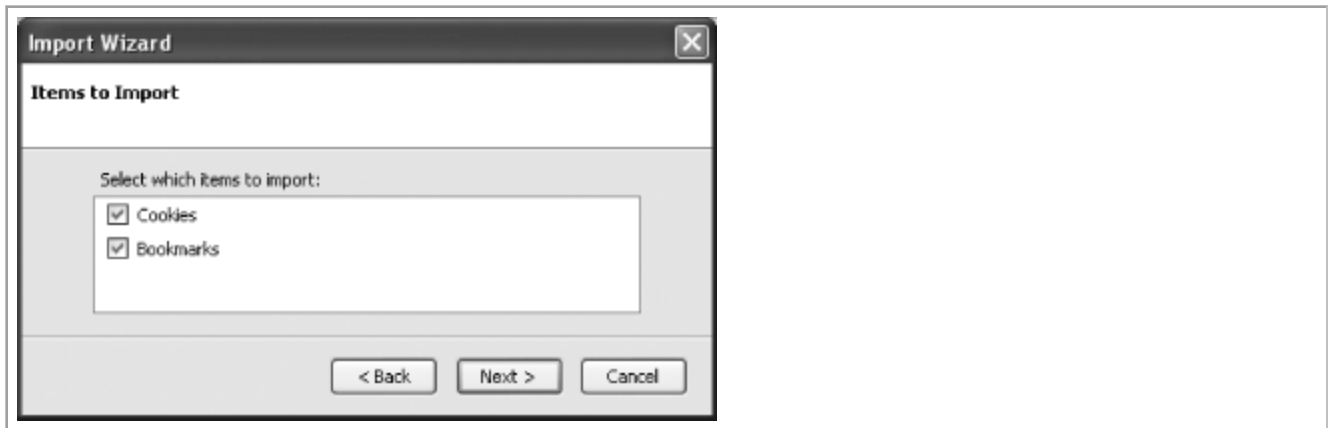 Import Wizard
Items to Import
Select which items to import:
Cookies
Bookmarks
< Back Next > Cancel